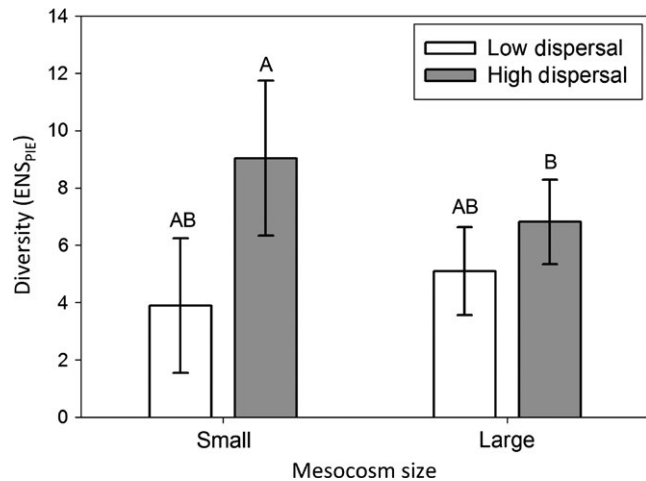 14
12
10
8
6
4
2
0
Diversity (ENSPIE)
Low dispersal
High dispersal
AB
A
AB
B
Small
Large
Mesocosm size